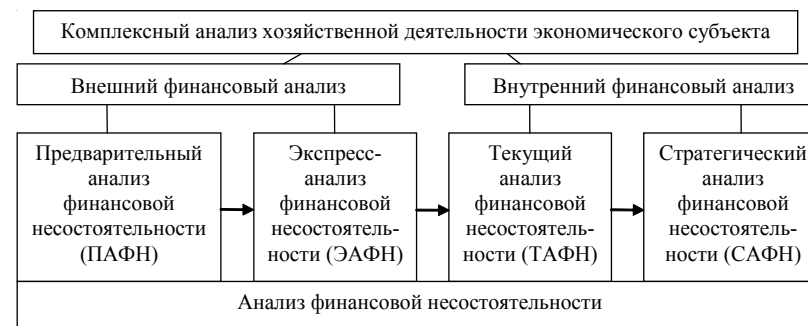 Комплексный анализ хозяйственной деятельности экономического субъекта
Внешний финансовый анализ
Внутренний финансовый анализ
Предварительный
анализ
финансовой
несостоятельности
(ПАФН)
Экспресс-
анализ
финансовой
несостоятель-
ности (ЭАФН)
Текущий
анализ
финансовой
несостоятель-
ности (ТАФН)
Стратегический
анализ
финансовой
несостоятель-
ности (САФН)
Анализ финансовой несостоятельности